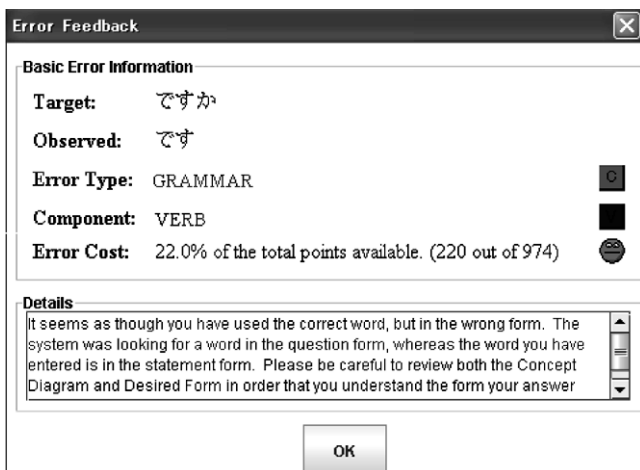 Error Feedback
Basic Error Information
Target: ですか
Observed: です
Error Type: GRAMMAR
Component: VERB
Error Cost: 22.0% of the total points available. (220 out of 974)
Details
It seems as though you have used the correct word, but in the wrong form. The
system was looking for a word in the question form, whereas the word you have
entered is in the statement form. Please be careful to review both the Concept
Diagram and Desired Form in order that you understand the form your answer
OK